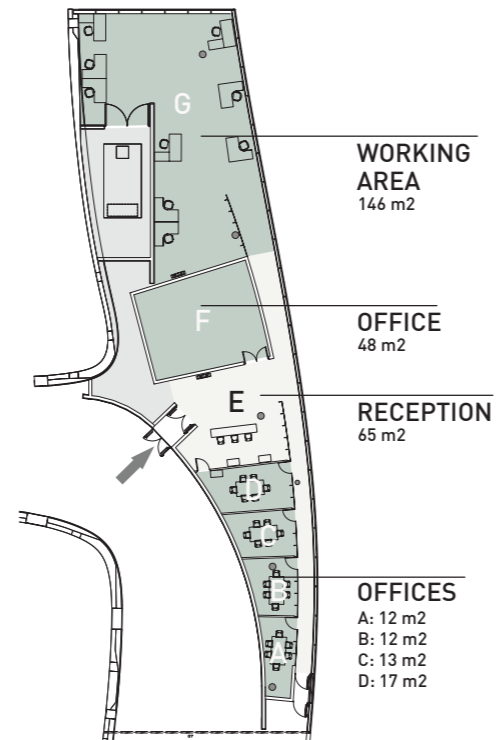 G
WORKING
AREA
146 m2
F
OFFICE
48 m2
E
RECEPTION
65 m2
D
C
B
A
OFFICES
A: 12 m2
B: 12 m2
C: 13 m2
D: 17 m2